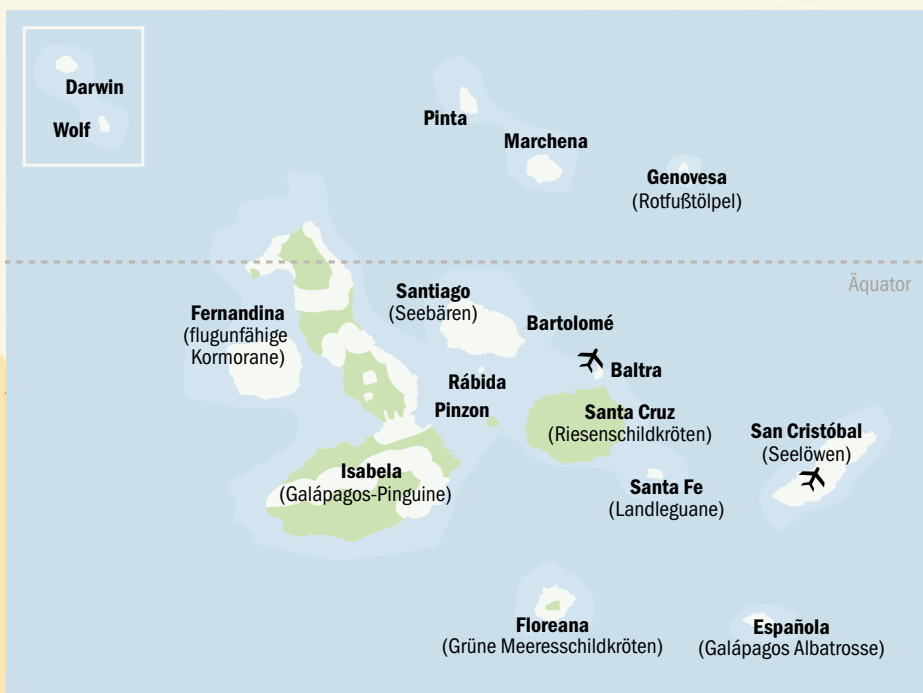 Darwin
Wolf
Pinta
Marchena
Genovesa
(Rotfußtölpel)
Äquator
Santiago
(Seebären)
Fernandina
(flugunfähige
Kormorane)
Bartolomé
Baltra
Rábida
Pinzon
Santa Cruz
(Riesenschildkröten)
San Cristóbal
(Seelöwen)
Isabela
(Galápagos-Pinguine)
Santa Fe
(Landleguane)
Floreana
(Grüne Meeresschildkröten)
Española
(Galápagos Albatrosse)